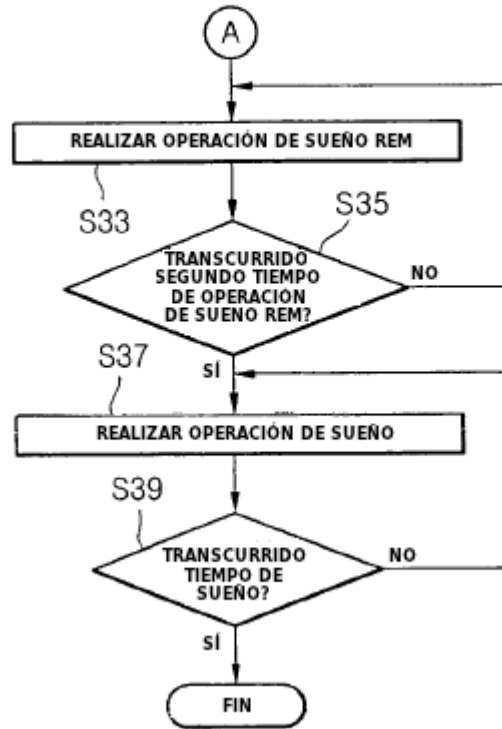 A
REALIZAR OPERACIÓN DE SUEÑO REM
S33
S35
TRANSCURRIDO
SEGUNDO TIEMPO
DE OPERACIÓN
DE SUENO REM?
NO
SÍ
S37
REALIZAR OPERACIÓN DE SUEÑO
S39
TRANSCURRIDO
TIEMPO DE
SUEÑO?
NO
SÍ
FIN